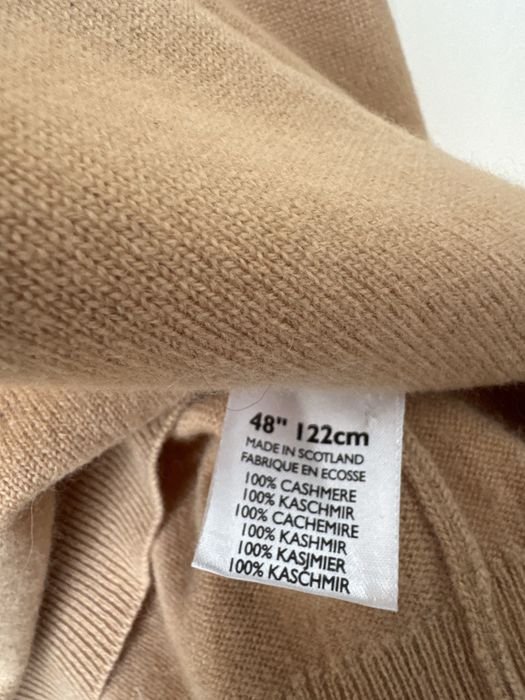 48" 122cm
MADE IN SCOTLAND
FABRIQUE EN ECOSSE
100% CASHMERE
100% KASCHMIR
100% CACHEMIRE
100% KASHMIR
100% KASJMIER
100% KASCHMIR